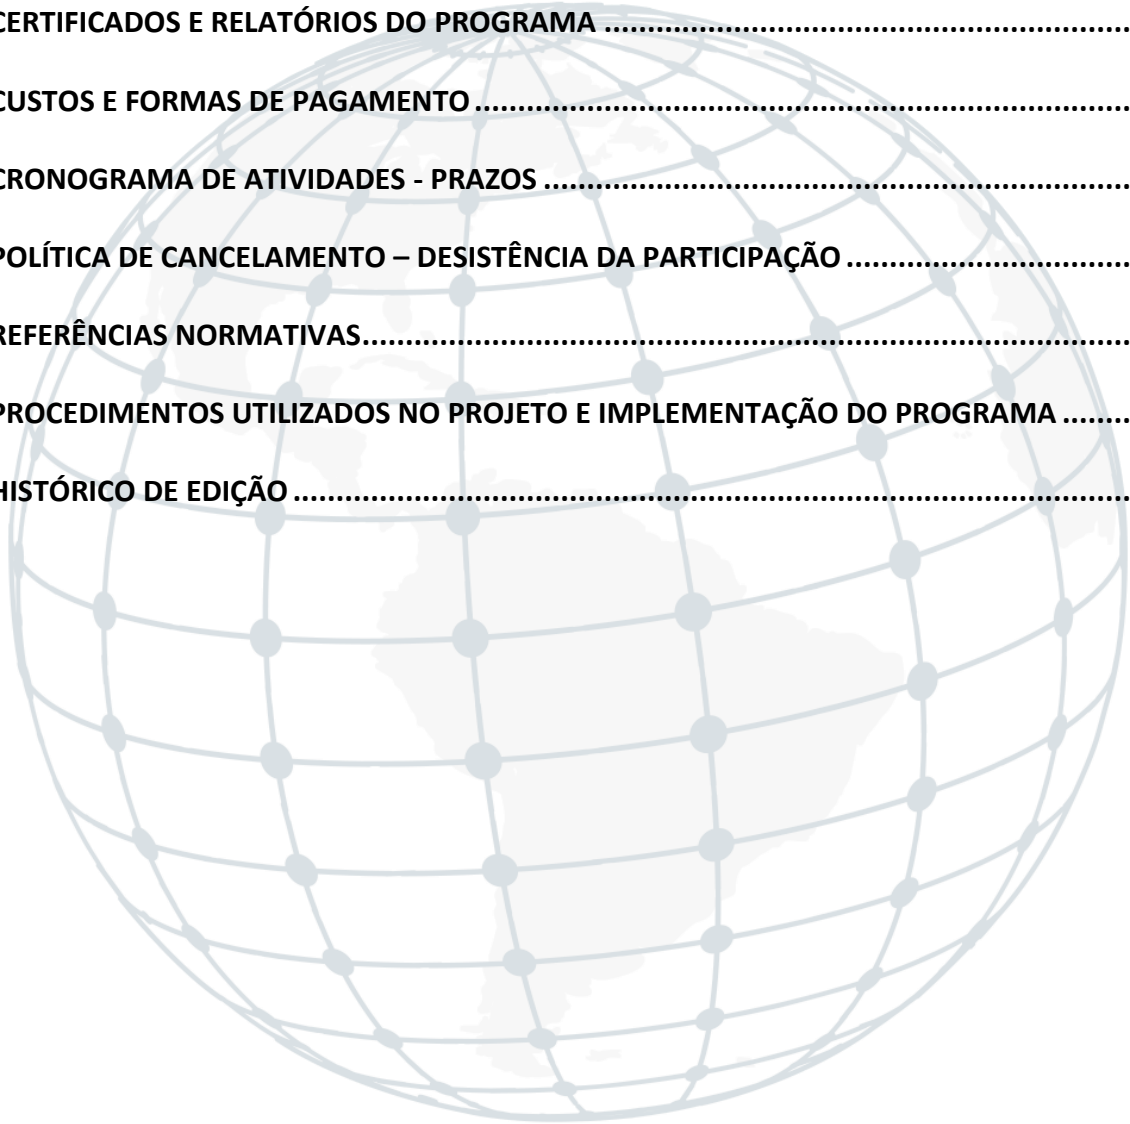 CERTIFICADOS E RELATÓRIOS DO PROGRAMA ................................................................
CUSTOS E FORMAS DE PAGAMENTO ................................................................................
CRONOGRAMA DE ATIVIDADES - PRAZOS .......................................................................
POLÍTICA DE CANCELAMENTO – DESISTÊNCIA DA PARTICIPAÇÃO ..................................
REFERÊNCIAS NORMATIVAS.............................................................................................
PROCEDIMENTOS UTILIZADOS NO PROJETO E IMPLEMENTAÇÃO DO PROGRAMA ........
HISTÓRICO DE EDIÇÃO .....................................................................................................